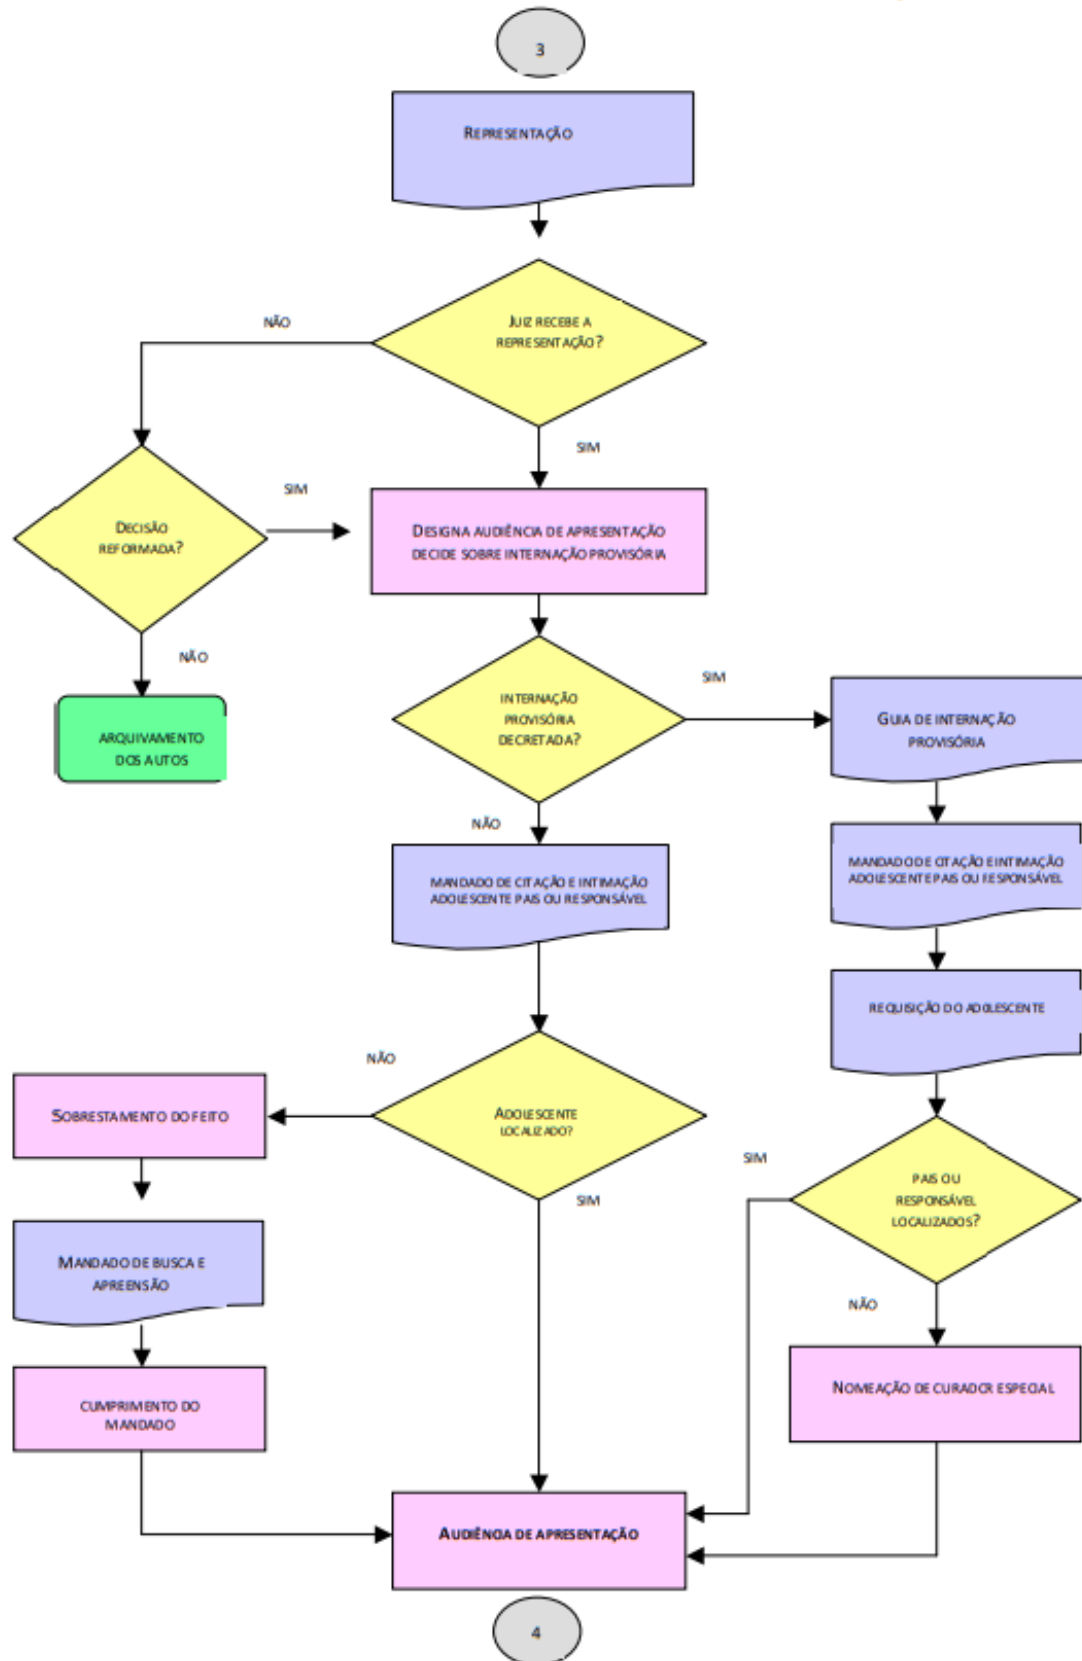 3
REPRESENTAÇÃO
JUIZ RECEBE A
REPRESENTAÇÃO?
NÃO
SIM
DECISÃO
REFORMADA?
SIM
DESIGNA AUDIÊNCIA DE APRESENTAÇÃO
DECIDE SOBRE INTERNAÇÃO PROVISÓRIA
NÃO
ARQUIVAMENTO
DOS AUTOS
INTERNAÇÃO
PROVISÓRIA
DECRETADA?
SIM
GUIA DE INTERNAÇÃO
PROVISÓRIA
NÃO
MANDADO DE CITAÇÃO E INTIMAÇÃO
ADOLESCENTE PAIS OU RESPONSÁVEL
MANDADO DE CITAÇÃO E INTIMAÇÃO
ADOLESCENTE PAIS OU RESPONSÁVEL
REQUISIÇÃO DO ADOLESCENTE
ADOLESCENTE
LOCALIZADO?
NÃO
SOBRESTAMENTO DO FEITO
SIM
PAIS OU
RESPONSÁVEL
LOCALIZADOS?
SIM
MANDADO DE BUSCA E
APREENSÃO
NÃO
CUMPRIMENTO DO
MANDADO
NOMEAÇÃO DE CURADOR ESPECIAL
AUDIÊNCIA DE APRESENTAÇÃO
4